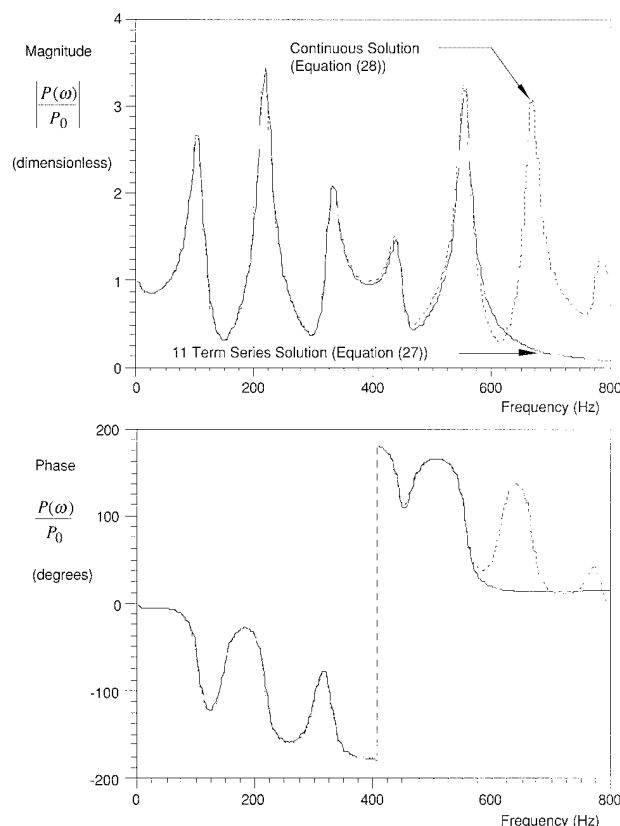 4
Magnitude
Continuous Solution
(Equation (28))
3
|P(ω)/P₀|
(dimensionless)
2
1
11 Term Series Solution (Equation (27))
0
0 200 400 600 800
Frequency (Hz)
200
Phase
100
P(ω)/P₀
(degrees)
0
-100
-200
0 200 400 600 800
Frequency (Hz)